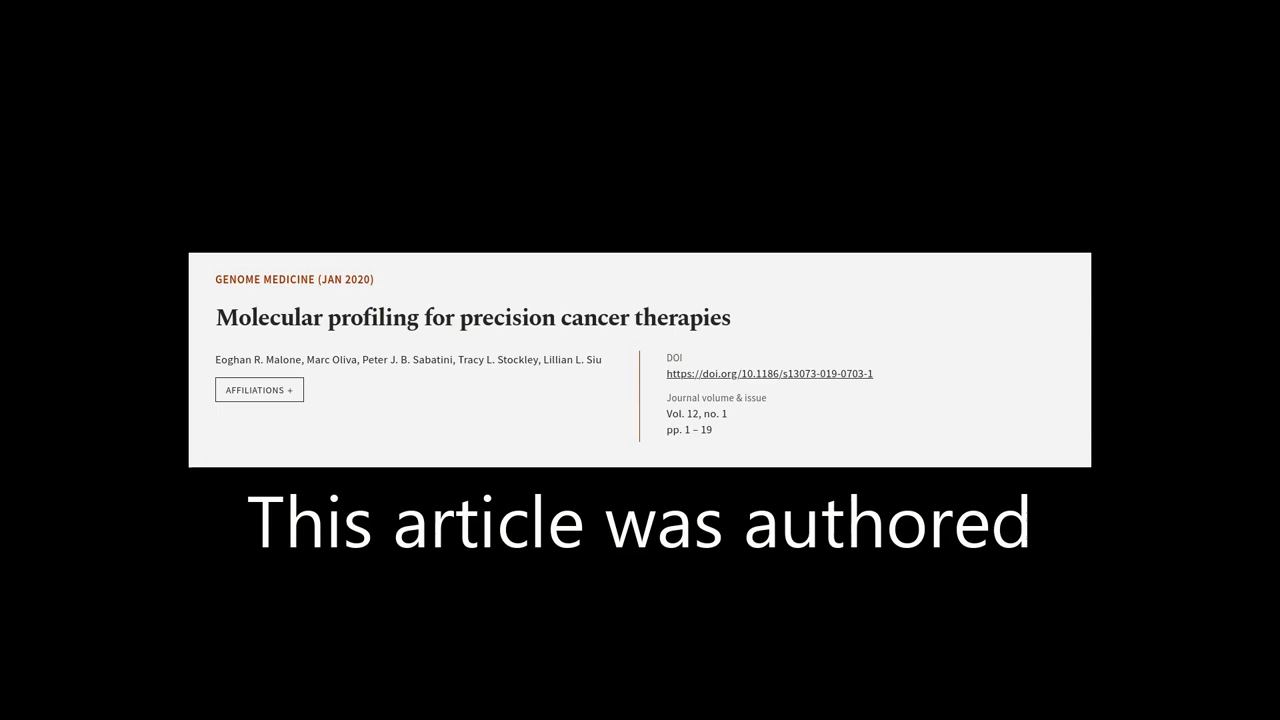 GENOME MEDICINE (JAN 2020)
Molecular profiling for precision cancer therapies
Eoghan R. Malone, Marc Oliva, Peter J. B. Sabatini, Tracy L. Stockley, Lillian L. Siu
AFFILIATIONS +
DOI
https://doi.org/10.1186/s13073-019-0703-1
Journal volume & issue
Vol. 12, no. 1
pp. 1 – 19
This article was authored